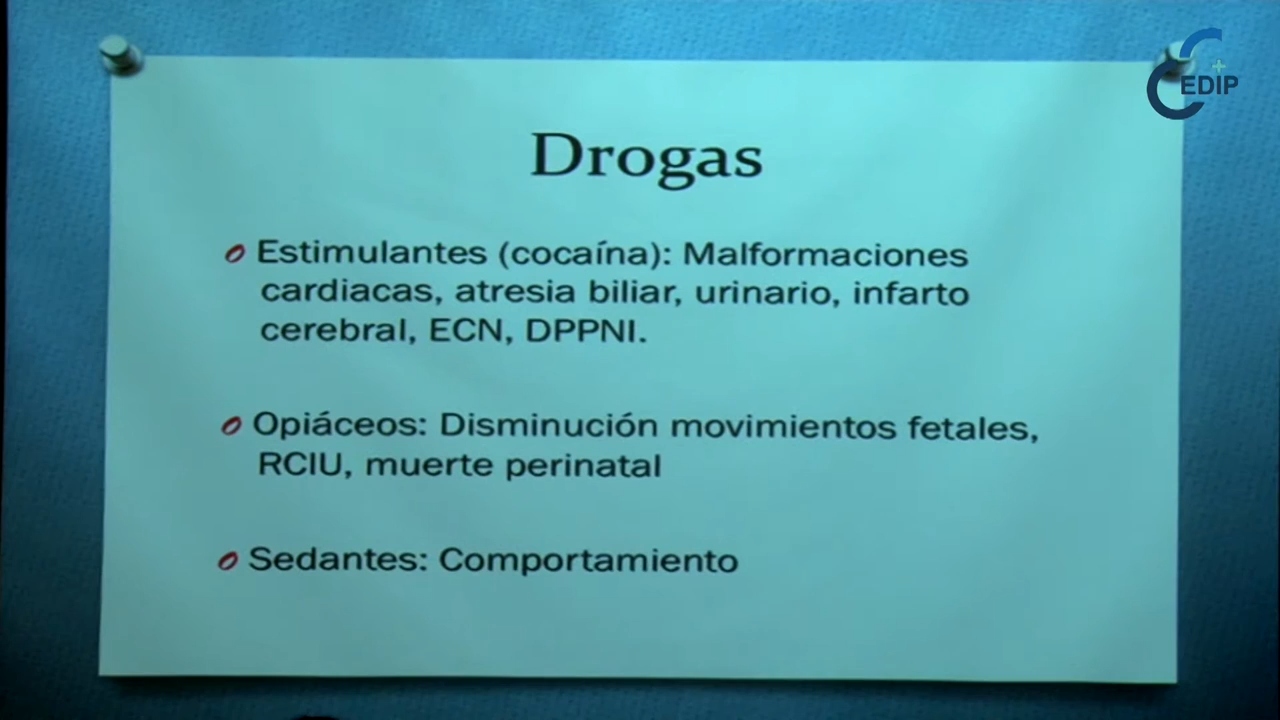 CEDIP
Drogas
Estimulantes (cocaína): Malformaciones
cardiacas, atresia biliar, urinario, infarto
cerebral, ECN, DPPNI.
Opiáceos: Disminución movimientos fetales,
RCIU, muerte perinatal
Sedantes: Comportamiento